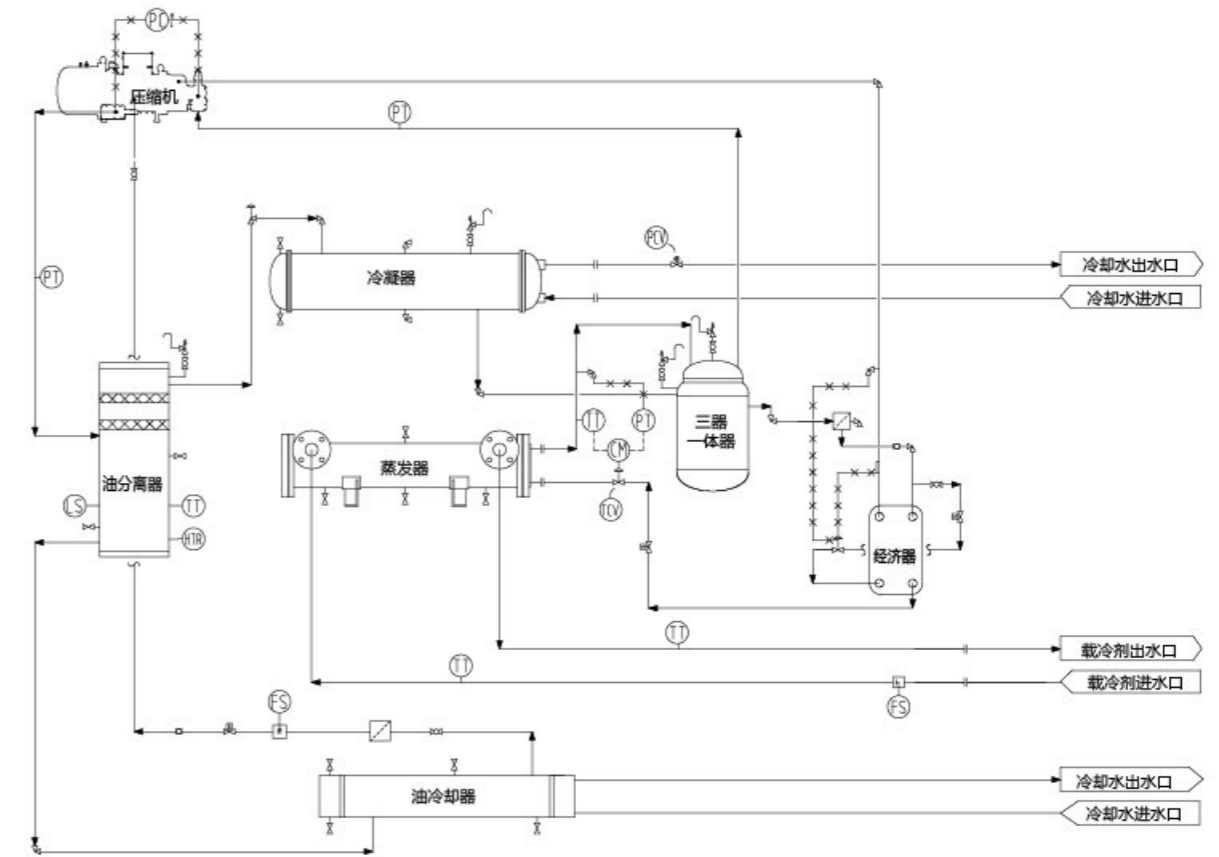 PC
压缩机
PT
PT
PCV
冷却水出水口
冷凝器
冷却水进水口
TT
PT
三器
一体器
CM
蒸发器
油分离器
LS
TT
TCV
HTR
经济器
TT
载冷剂出水口
TT
载冷剂进水口
FS
FS
冷却水出水口
油冷却器
冷却水进水口